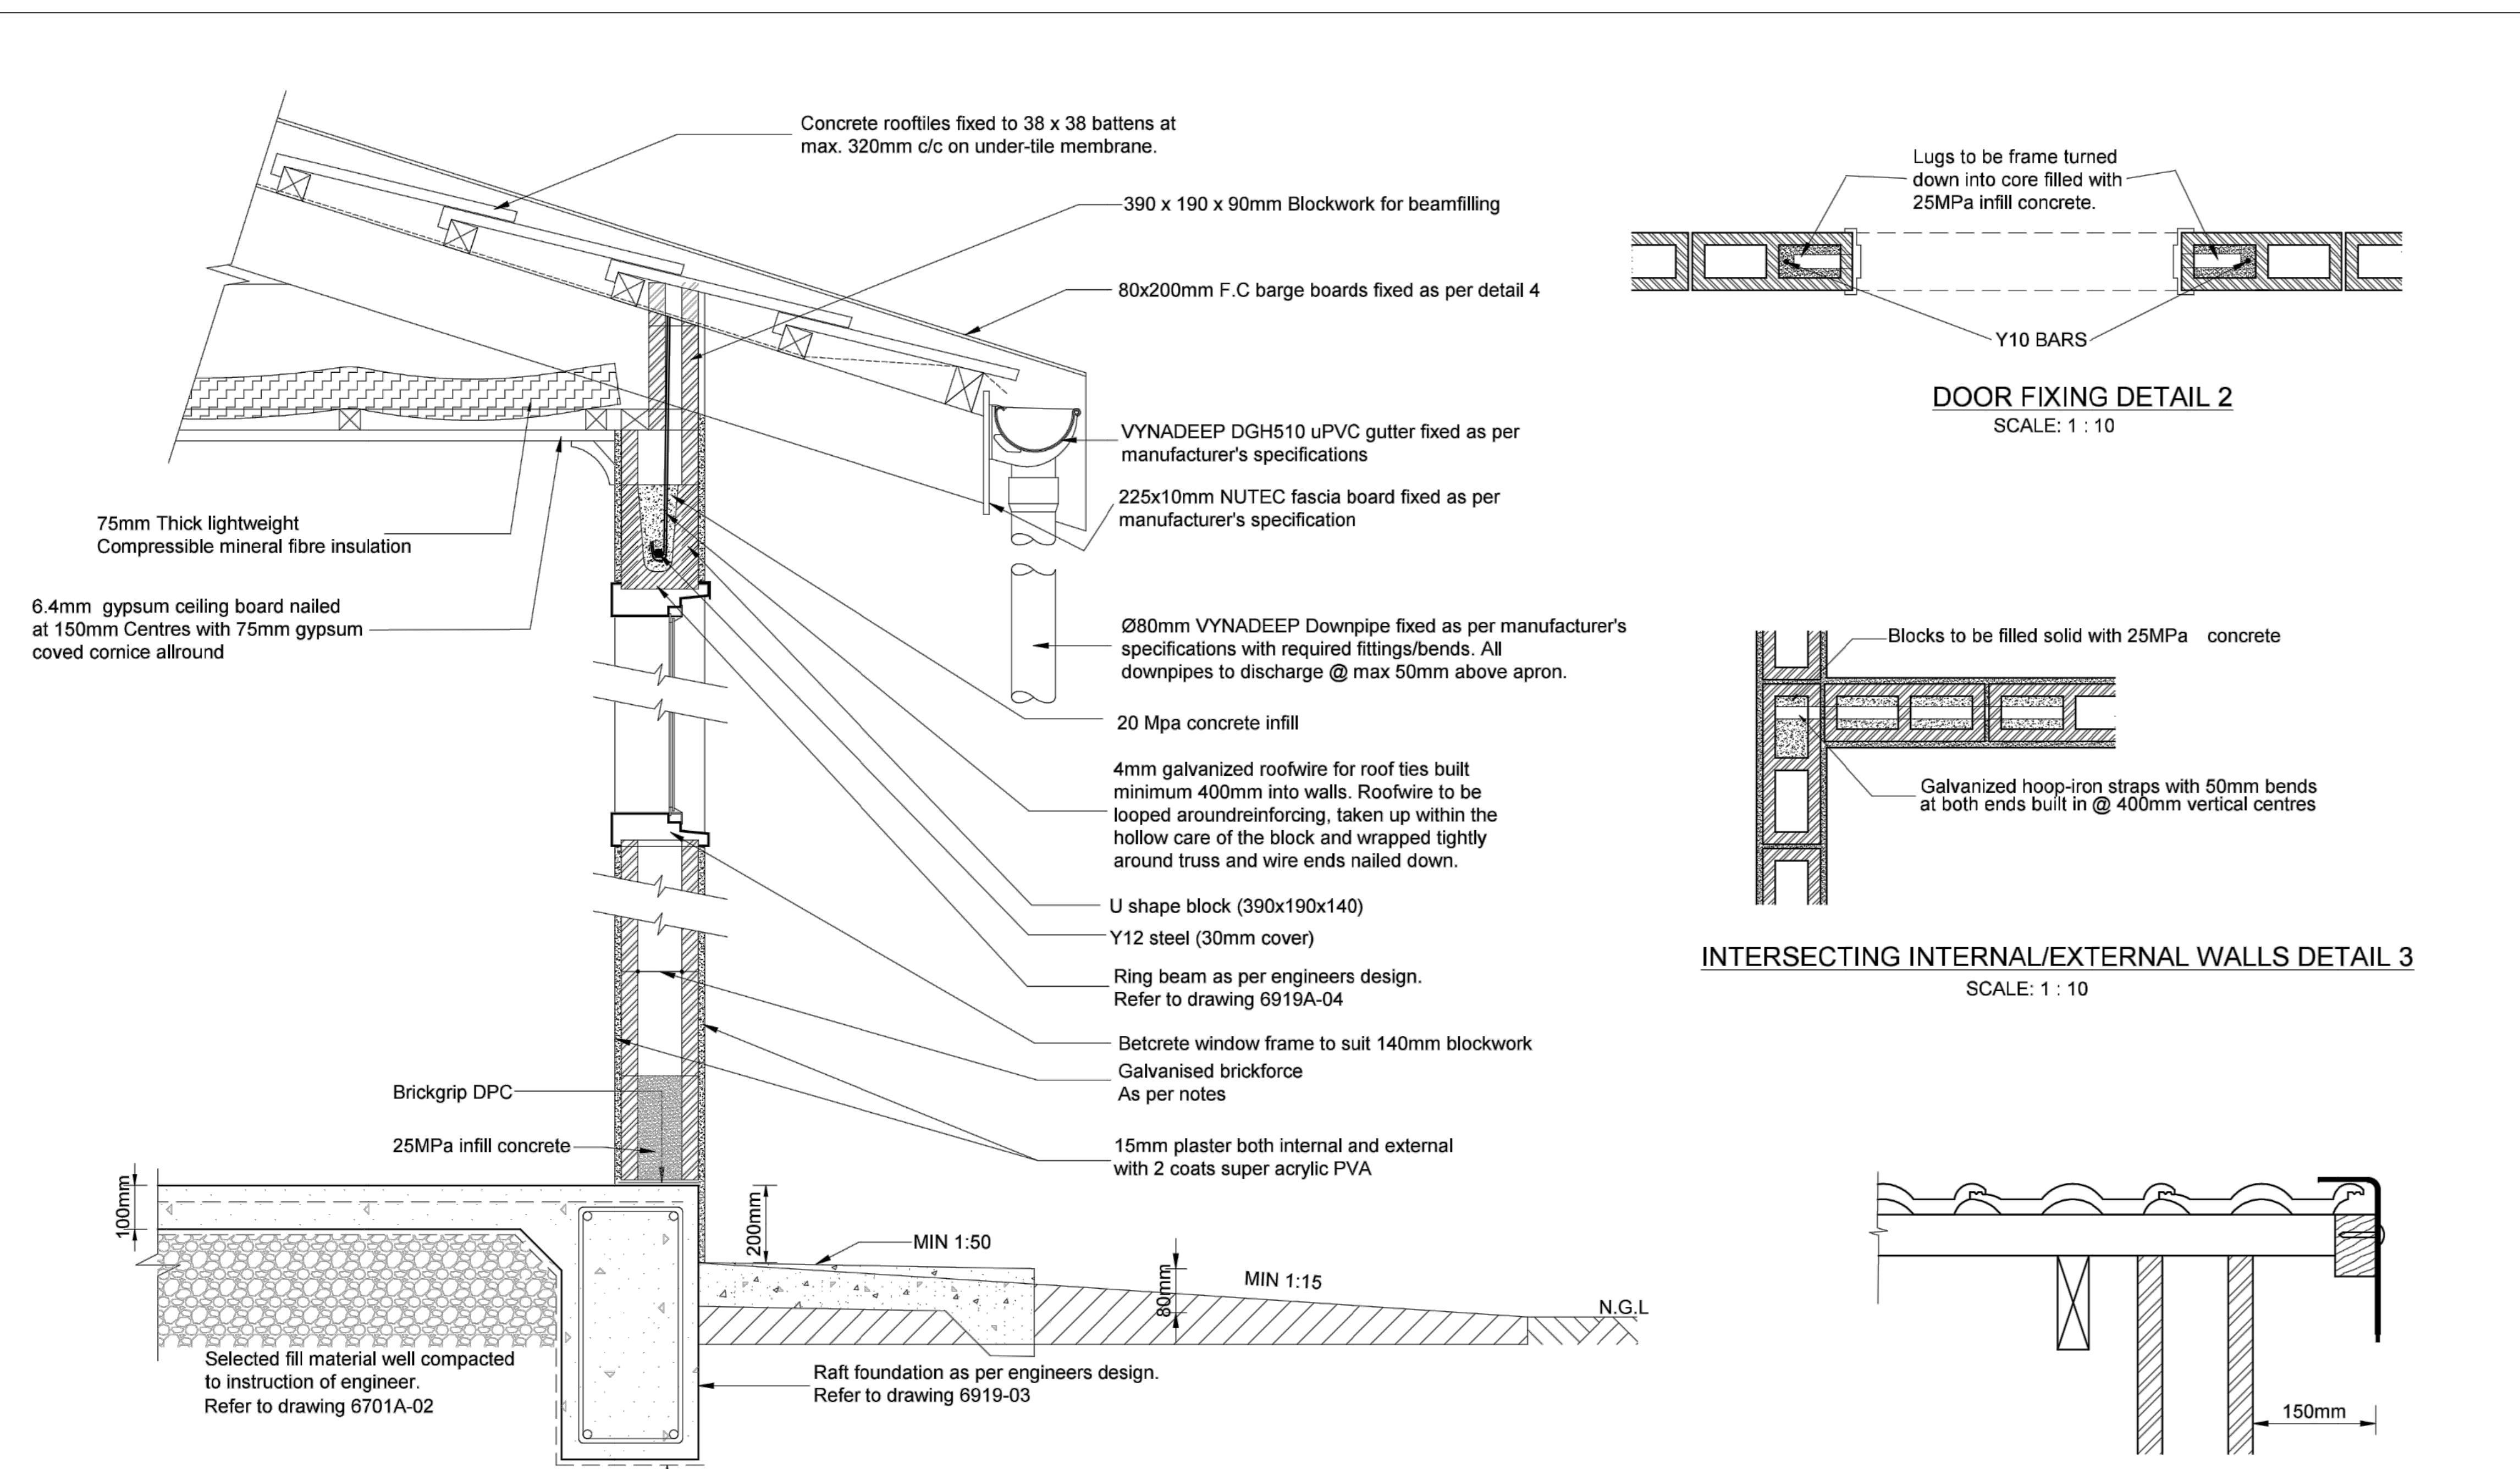 Concrete rooftiles fixed to 38 x 38 battens at
max. 320mm c/c on under-tile membrane.
390 x 190 x 90mm Blockwork for beamfilling
80x200mm F.C barge boards fixed as per detail 4
VYNADEEP DGH510 uPVC gutter fixed as per
manufacturer's specifications
225x10mm NUTEC fascia board fixed as per
manufacturer's specification
75mm Thick lightweight
Compressible mineral fibre insulation
6.4mm gypsum ceiling board nailed
at 150mm Centres with 75mm gypsum
coved cornice allround
Ø80mm VYNADEEP Downpipe fixed as per manufacturer's
specifications with required fittings/bends. All
downpipes to discharge @ max 50mm above apron.
20 Mpa concrete infill
4mm galvanized roofwire for roof ties built
minimum 400mm into walls. Roofwire to be
looped aroundreinforcing, taken up within the
hollow care of the block and wrapped tightly
around truss and wire ends nailed down.
U shape block (390x190x140)
Y12 steel (30mm cover)
Ring beam as per engineers design.
Refer to drawing 6919A-04
Betcrete window frame to suit 140mm blockwork
Galvanised brickforce
As per notes
Brickgrip DPC
25MPa infill concrete
15mm plaster both internal and external
with 2 coats super acrylic PVA
100mm
200mm
MIN 1:50
80mm
MIN 1:15
N.G.L
Selected fill material well compacted
to instruction of engineer.
Refer to drawing 6701A-02
Raft foundation as per engineers design.
Refer to drawing 6919-03
Lugs to be frame turned
down into core filled with
25MPa infill concrete.
Y10 BARS
DOOR FIXING DETAIL 2
SCALE: 1 : 10
Blocks to be filled solid with 25MPa concrete
Galvanized hoop-iron straps with 50mm bends
at both ends built in @ 400mm vertical centres
INTERSECTING INTERNAL/EXTERNAL WALLS DETAIL 3
SCALE: 1 : 10
150mm